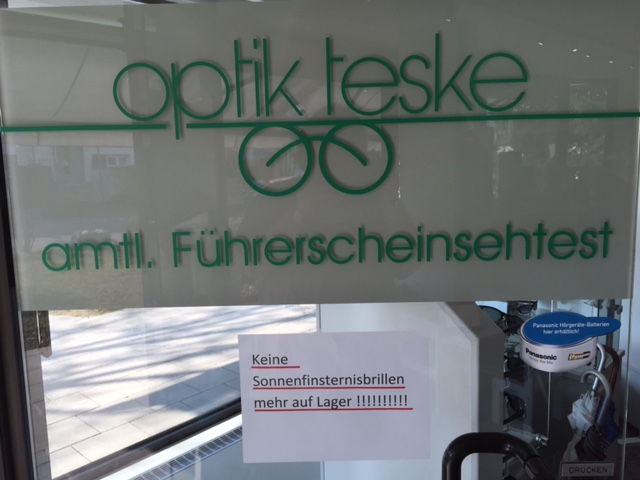 optik teske
amtl. Führerscheinsehtest
Keine
Sonnenfinsternisbrillen
mehr auf Lager !!!!!!!!!!
Panasonic Hörgeräte-Batterien
hier erhältlich!
Panasonic
DRÜCKEN